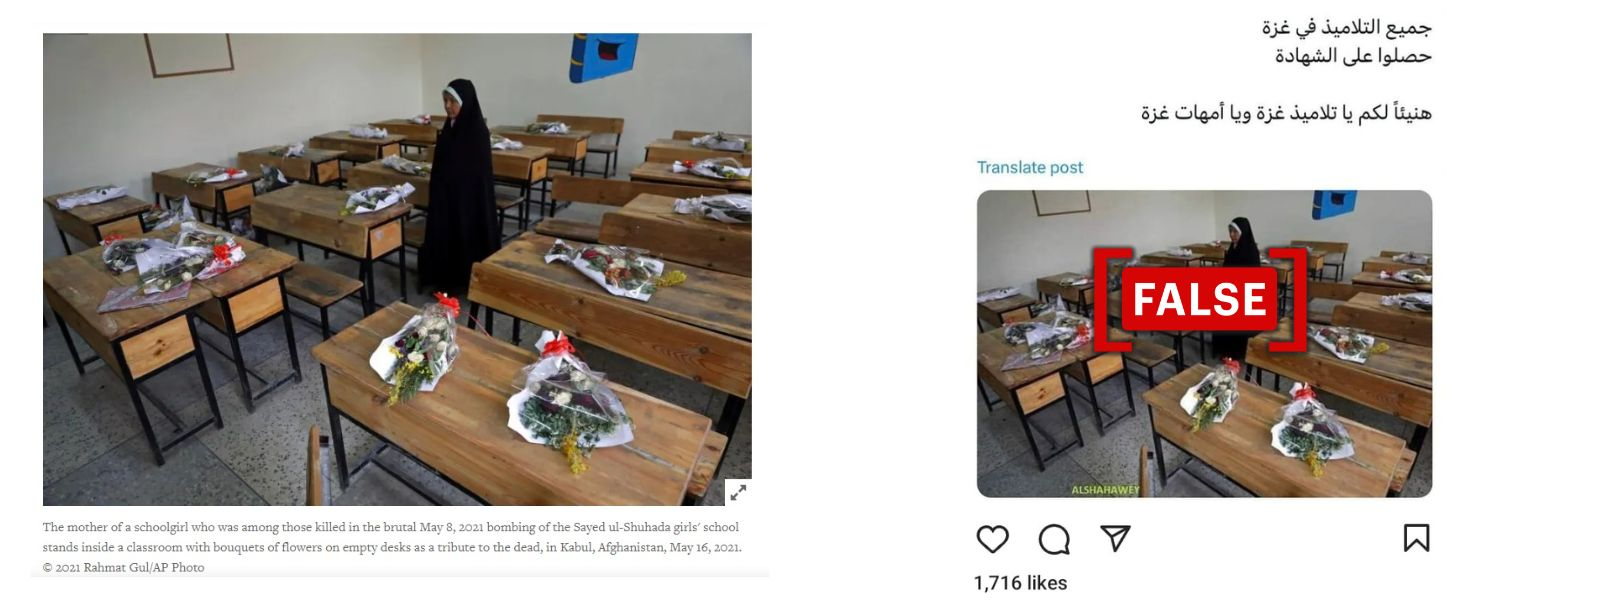 The mother of a schoolgirl who was among those killed in the brutal May 8, 2021 bombing of the Sayed ul-Shuhada girls' school
stands inside a classroom with bouquets of flowers on empty desks as a tribute to the dead, in Kabul, Afghanistan, May 16, 2021.
© 2021 Rahmat Gul/AP Photo
جميع التلاميذ في غزة
حصلوا على الشهادة
هنيئاً لكم يا تلاميذ غزة ويا أمهات غزة
Translate post
FALSE
ALSHAHAWEY
1,716 likes